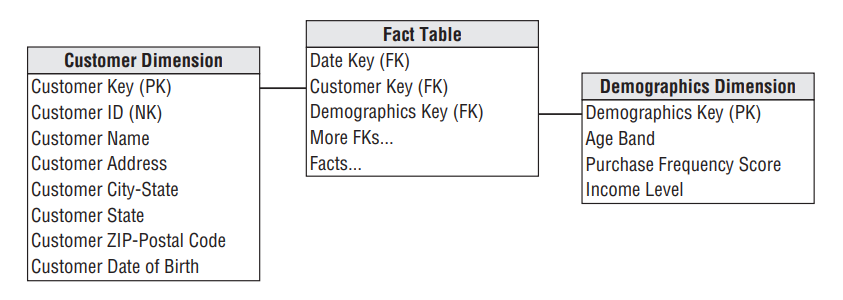 Customer Dimension
Customer Key (PK)
Customer ID (NK)
Customer Name
Customer Address
Customer City-State
Customer State
Customer ZIP-Postal Code
Customer Date of Birth
Fact Table
Date Key (FK)
Customer Key (FK)
Demographics Key (FK)
More FKs...
Facts...
Demographics Dimension
Demographics Key (PK)
Age Band
Purchase Frequency Score
Income Level